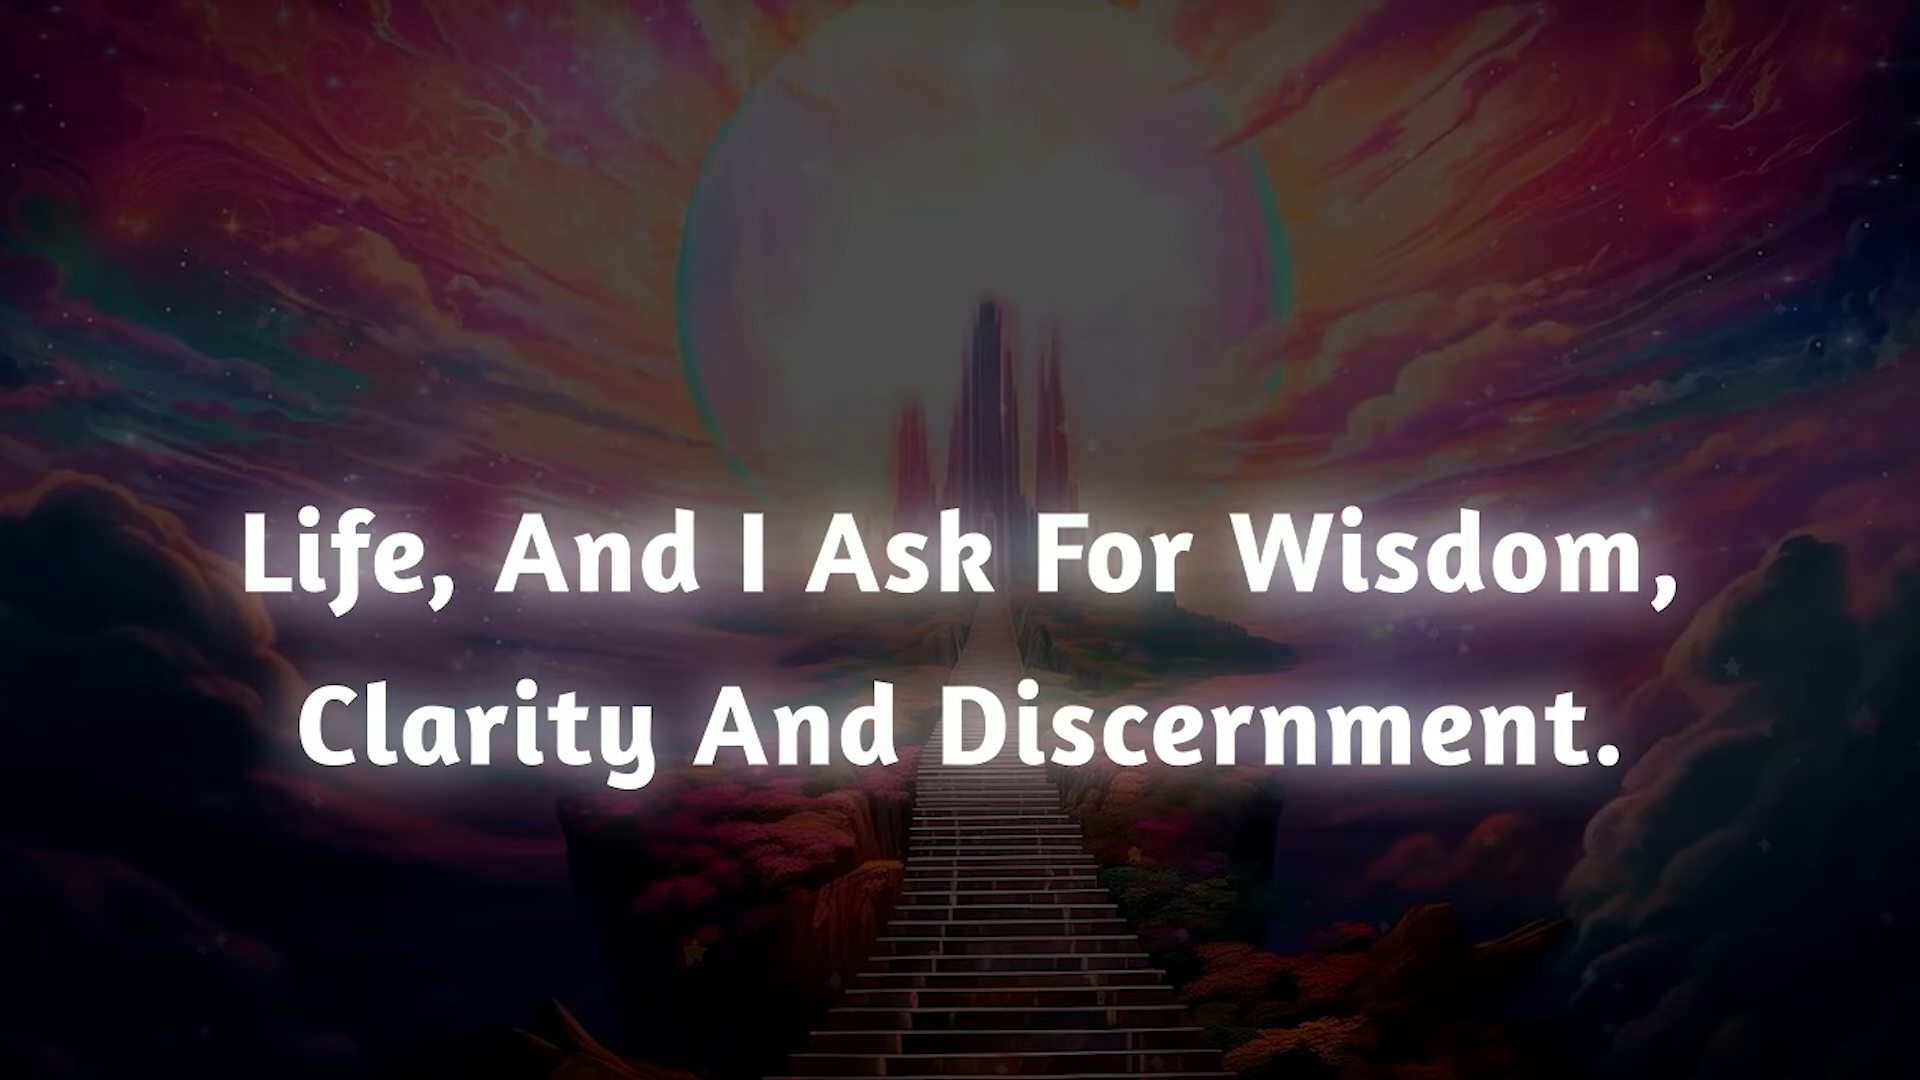 Life, And I Ask For Wisdom,
Clarity And Discernment.